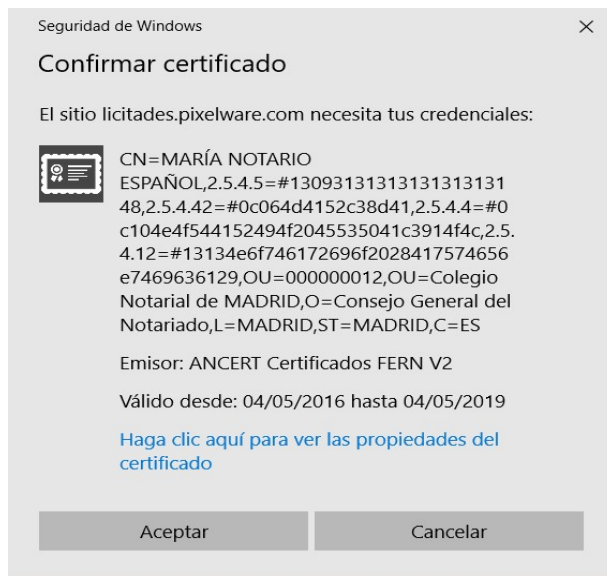 Seguridad de Windows
Confirmar certificado
El sitio licitades.pixelware.com necesita tus credenciales:
CN=MARÍA NOTARIO
ESPAÑOL,2.5.4.5=#13093131313131313131
48,2.5.4.42=#0c064d4152c38d41,2.5.4.4=#0
c104e4f544152494f2045535041c3914f4c,2.5.
4.12=#13134e6f746172696f2028417574656
e7469636129,OU=000000012,OU=Colegio
Notarial de MADRID,O=Consejo General del
Notariado,L=MADRID,ST=MADRID,C=ES
Emisor: ANCERT Certificados FERN V2
Válido desde: 04/05/2016 hasta 04/05/2019
Haga clic aquí para ver las propiedades del
certificado
Aceptar
Cancelar